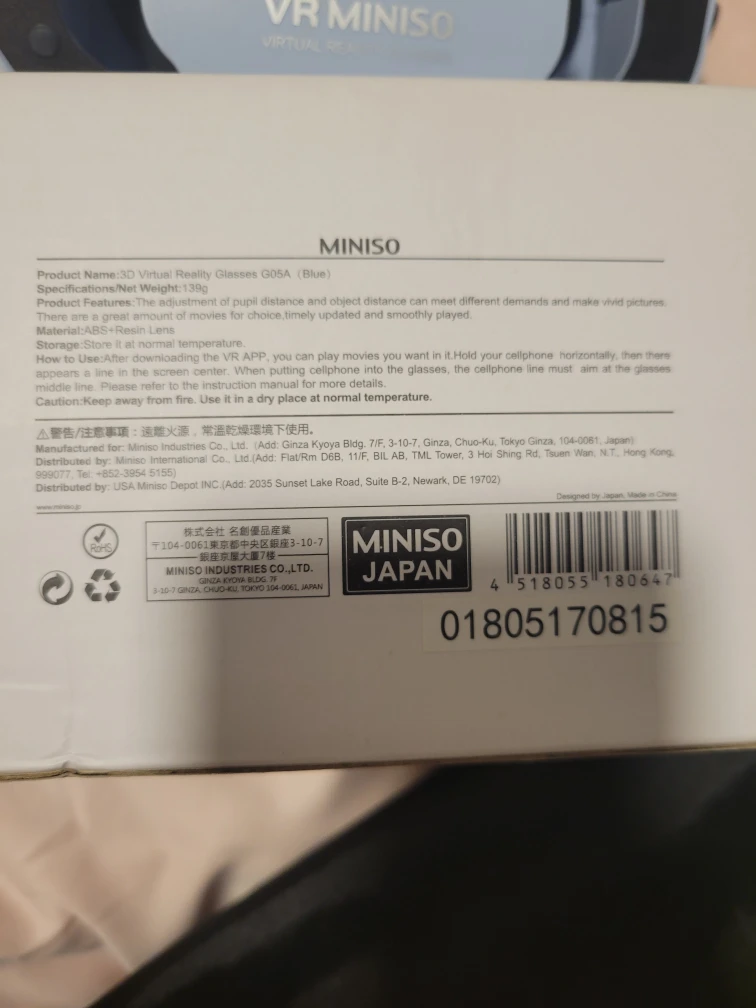 VR MINISO
VIRTUAL
MINISO
Product Name:3D Virtual Reality Glasses G05A (Blue)
Specifications/Net Weight:139g
Product Features:The adjustment of pupil distance and object distance can meet different demands and make vivid pictures.
There are a great amount of movies for choice,timely updated and smoothly played.
Material:ABS+Resin Lens
Storage:Store it at normal temperature.
How to Use:After downloading the VR APP, you can play movies you want in it.Hold your cellphone horizontally, then there
appears a line in the screen center. When putting cellphone into the glasses, the cellphone line must aim at the glasses
middle line. Please refer to the instruction manual for more details.
Caution:Keep away from fire. Use it in a dry place at normal temperature.
⚠警告/注意事項：遠離火源，常溫乾燥環境下使用。
Manufactured for: Miniso Industries Co., Ltd. (Add: Ginza Kyoya Bldg. 7/F, 3-10-7, Ginza, Chuo-Ku, Tokyo Ginza, 104-0061, Japan)
Distributed by: Miniso International Co., Ltd.(Add: Flat/Rm D6B, 11/F, BIL AB, TML Tower, 3 Hoi Shing Rd, Tsuen Wan, N.T., Hong Kong,
999077, Tel: +852-3954 5155)
Distributed by: USA Miniso Depot INC.(Add: 2035 Sunset Lake Road, Suite B-2, Newark, DE 19702)
Designed by Japan, Made in China
www.miniso.jp
RoHS
株式会社 名創優品産業
〒104-0061東京都中央区銀座3-10-7
銀座京屋大厦7楼
MINISO INDUSTRIES CO.,LTD.
GINZA KYOYA BLDG. 7F
3-10-7 GINZA, CHUO-KU, TOKYO 104-0061, JAPAN
MINISO
JAPAN
4 518055 180647
01805170815